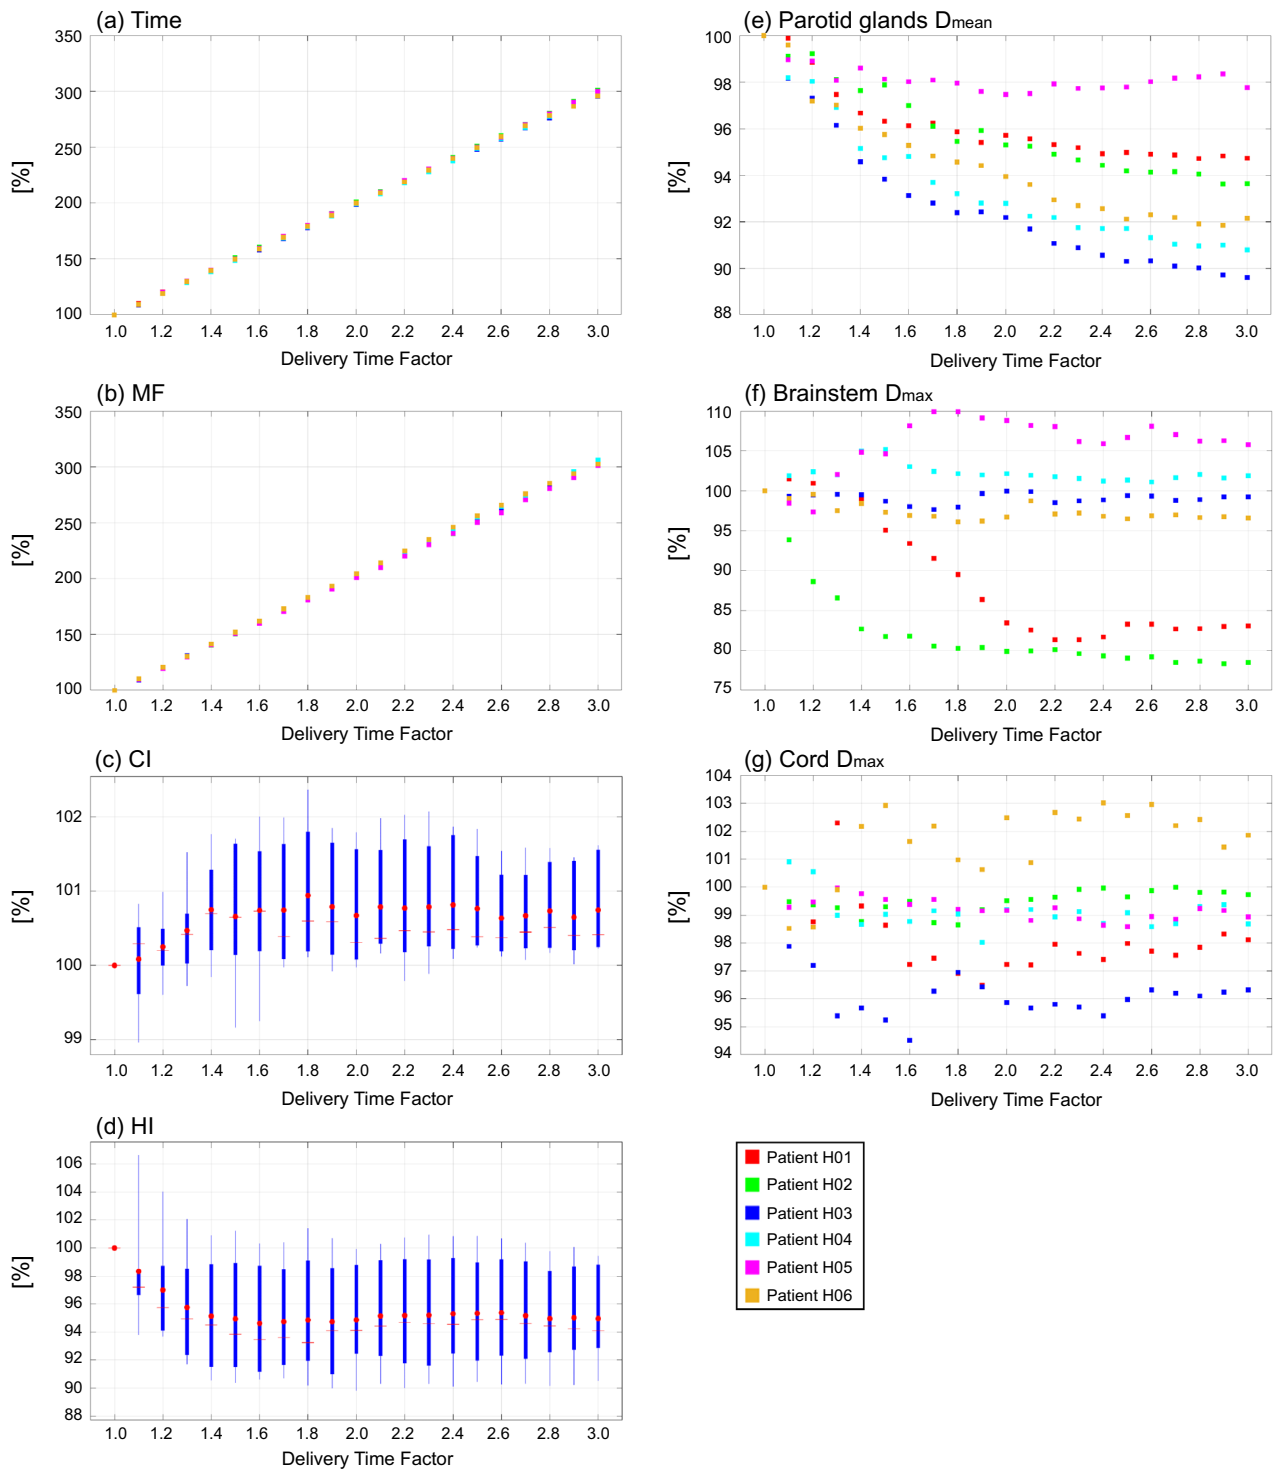 (a) Time
350
300
250
200
150
100
[%]
1.0 1.2 1.4 1.6 1.8 2.0 2.2 2.4 2.6 2.8 3.0
Delivery Time Factor
(b) MF
350
300
250
200
150
100
[%]
1.0 1.2 1.4 1.6 1.8 2.0 2.2 2.4 2.6 2.8 3.0
Delivery Time Factor
(c) CI
102
101
100
99
[%]
1.0 1.2 1.4 1.6 1.8 2.0 2.2 2.4 2.6 2.8 3.0
Delivery Time Factor
(d) HI
106
104
102
100
98
96
94
92
90
88
[%]
1.0 1.2 1.4 1.6 1.8 2.0 2.2 2.4 2.6 2.8 3.0
Delivery Time Factor
(e) Parotid glands Dmean
100
98
96
94
92
90
88
[%]
1.0 1.2 1.4 1.6 1.8 2.0 2.2 2.4 2.6 2.8 3.0
Delivery Time Factor
(f) Brainstem Dmax
110
105
100
95
90
85
80
75
[%]
1.0 1.2 1.4 1.6 1.8 2.0 2.2 2.4 2.6 2.8 3.0
Delivery Time Factor
(g) Cord Dmax
104
103
102
101
100
99
98
97
96
95
94
[%]
1.0 1.2 1.4 1.6 1.8 2.0 2.2 2.4 2.6 2.8 3.0
Delivery Time Factor
Patient H01
Patient H02
Patient H03
Patient H04
Patient H05
Patient H06